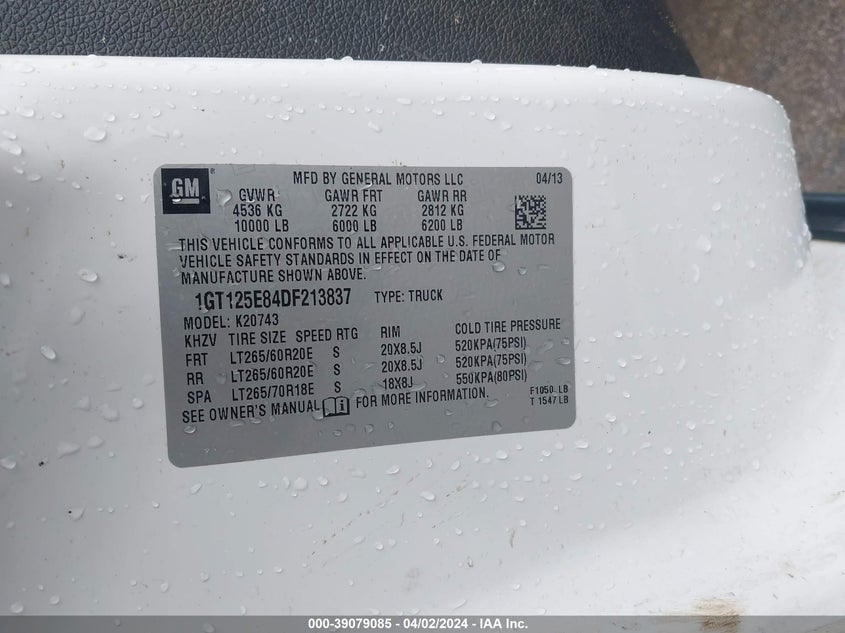 GM
MFD BY GENERAL MOTORS LLC 04/13
GVWR GAWR FRT GAWR RR
4536 KG 2722 KG 2812 KG
10000 LB 6000 LB 6200 LB
THIS VEHICLE CONFORMS TO ALL APPLICABLE U.S. FEDERAL MOTOR
VEHICLE SAFETY STANDARDS IN EFFECT ON THE DATE OF
MANUFACTURE SHOWN ABOVE.
1GT125E84DF213837 TYPE: TRUCK
MODEL: K20743
KHZV TIRE SIZE SPEED RTG RIM COLD TIRE PRESSURE
FRT LT265/60R20E S 20X8.5J 520KPA(75PSI)
RR LT265/60R20E S 20X8.5J 520KPA(75PSI)
SPA LT265/70R18E S 18X8J 550KPA(80PSI)
SEE OWNER'S MANUAL FOR MORE INFORMATION.
F1050 LB
T 1547 LB
000-39079085 - 04/02/2024 - IAA Inc.